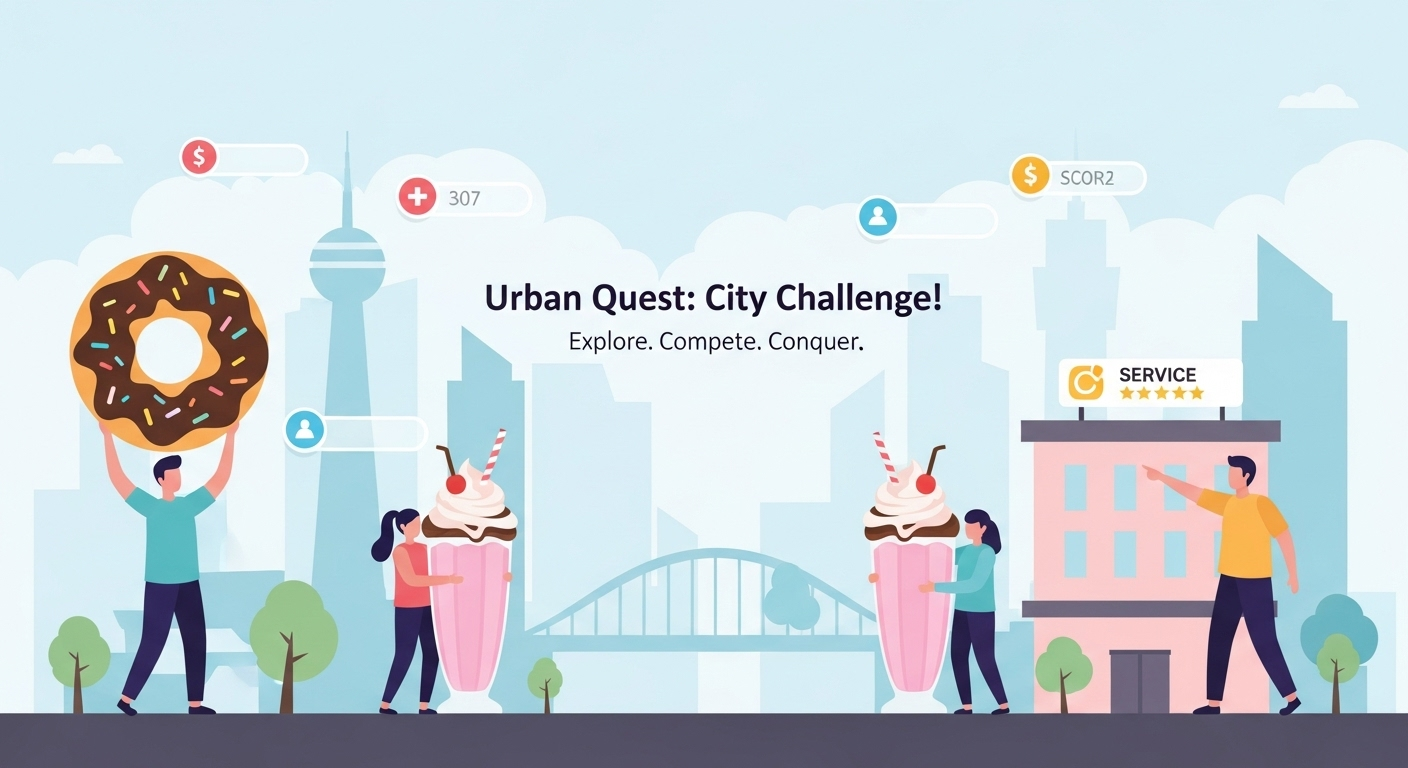 $
$ SCOR2
307
Urban Quest: City Challenge!
Explore. Compete. Conquer.
SERVICE